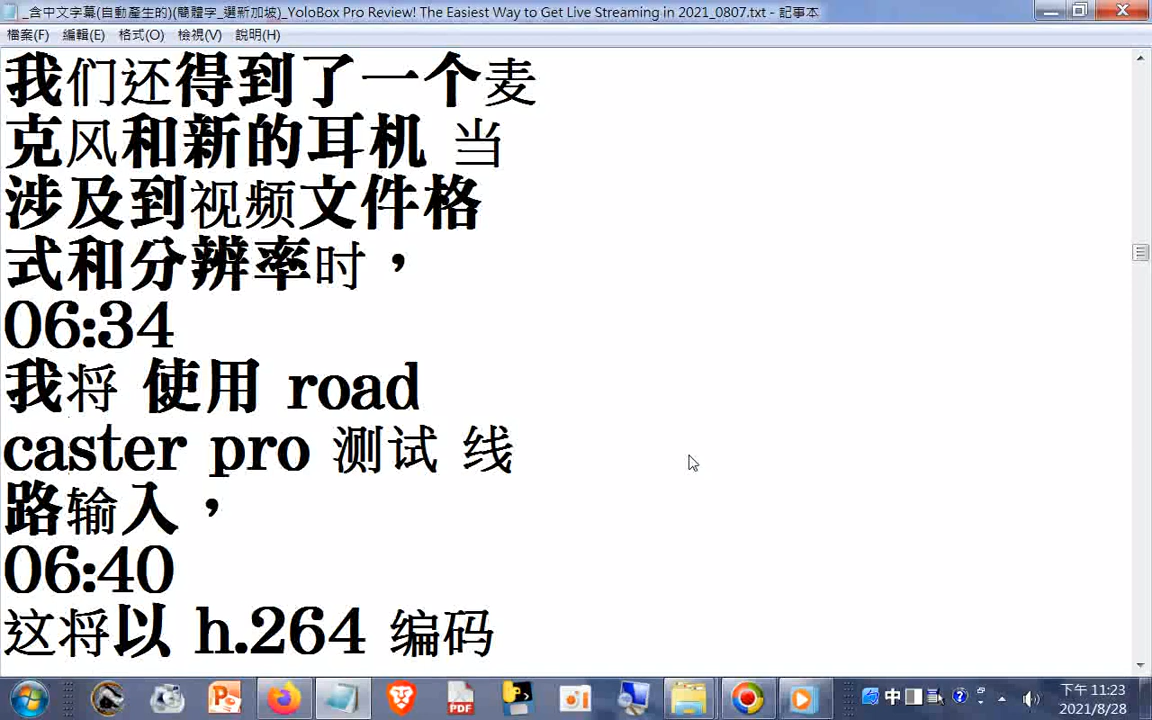 _含中文字幕(自動產生的)(簡體字_選新加坡)_YoloBox Pro Review! The Easiest Way to Get Live Streaming in 2021_0807.txt - 記事本
檔案(F) 編輯(E) 格式(O) 檢視(V) 說明(H)
我们还得到了一个麦
克风和新的耳机 当
涉及到视频文件格
式和分辨率时，
06:34
我将 使用 road
caster pro 测试 线
路输入，
06:40
这将以 h.264 编码
中
下午 11:23
2021/8/28
PDF